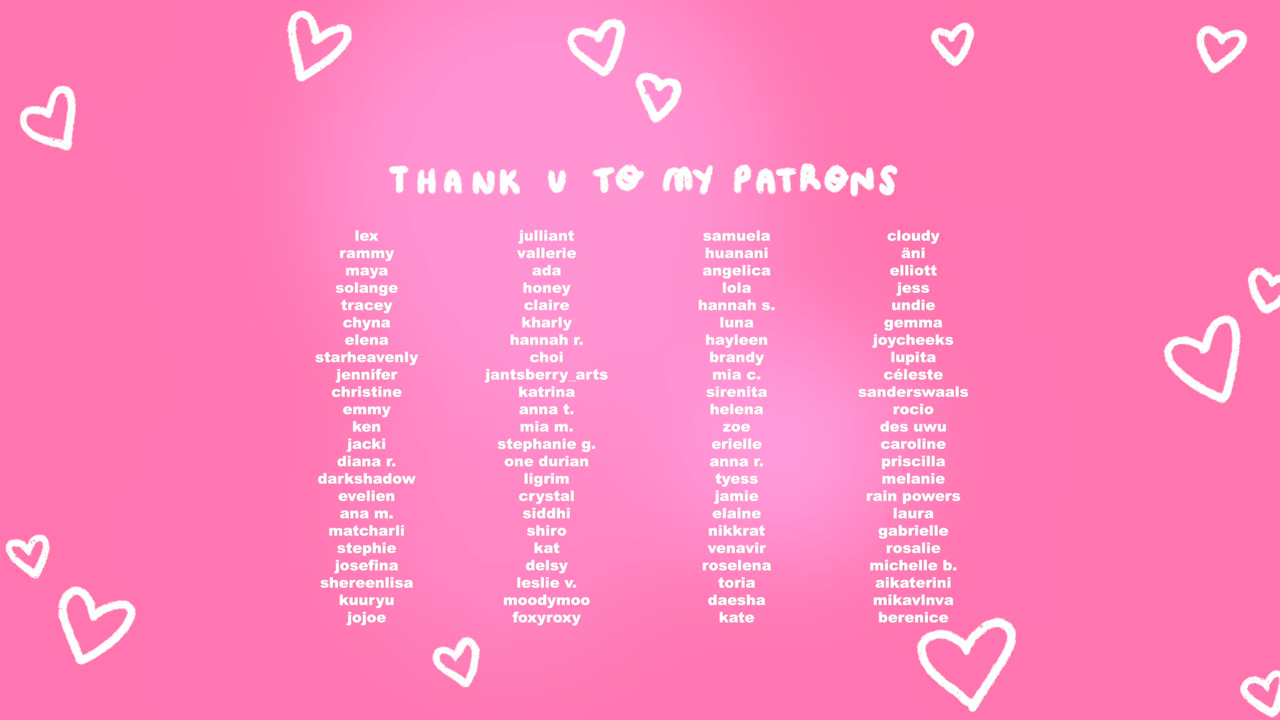 THANK U TO MY PATRONS
lex
rammy
maya
solange
tracey
chyna
elena
starheavenly
jennifer
christine
emmy
ken
jacki
diana r.
darkshadow
evelien
ana m.
matcharli
stephie
josefina
shereenlisa
kuuryu
jojoe
julliant
vallerie
ada
honey
claire
kharly
hannah r.
choi
jantsberry_arts
katrina
anna t.
mia m.
stephanie g.
one durian
ligrim
crystal
siddhi
shiro
kat
delsy
leslie v.
moodymoo
foxyroxy
samuela
huanani
angelica
lola
hannah s.
luna
hayleen
brandy
mia c.
sirenita
helena
zoe
erielle
anna r.
tyess
jamie
elaine
nikkrat
venavir
roselena
toria
daesha
kate
cloudy
äni
elliott
jess
undie
gemma
joycheeks
lupita
céleste
sanderswaals
rocio
des uwu
caroline
priscilla
melanie
rain powers
laura
gabrielle
rosalie
michelle b.
aikaterini
mikavlnva
berenice